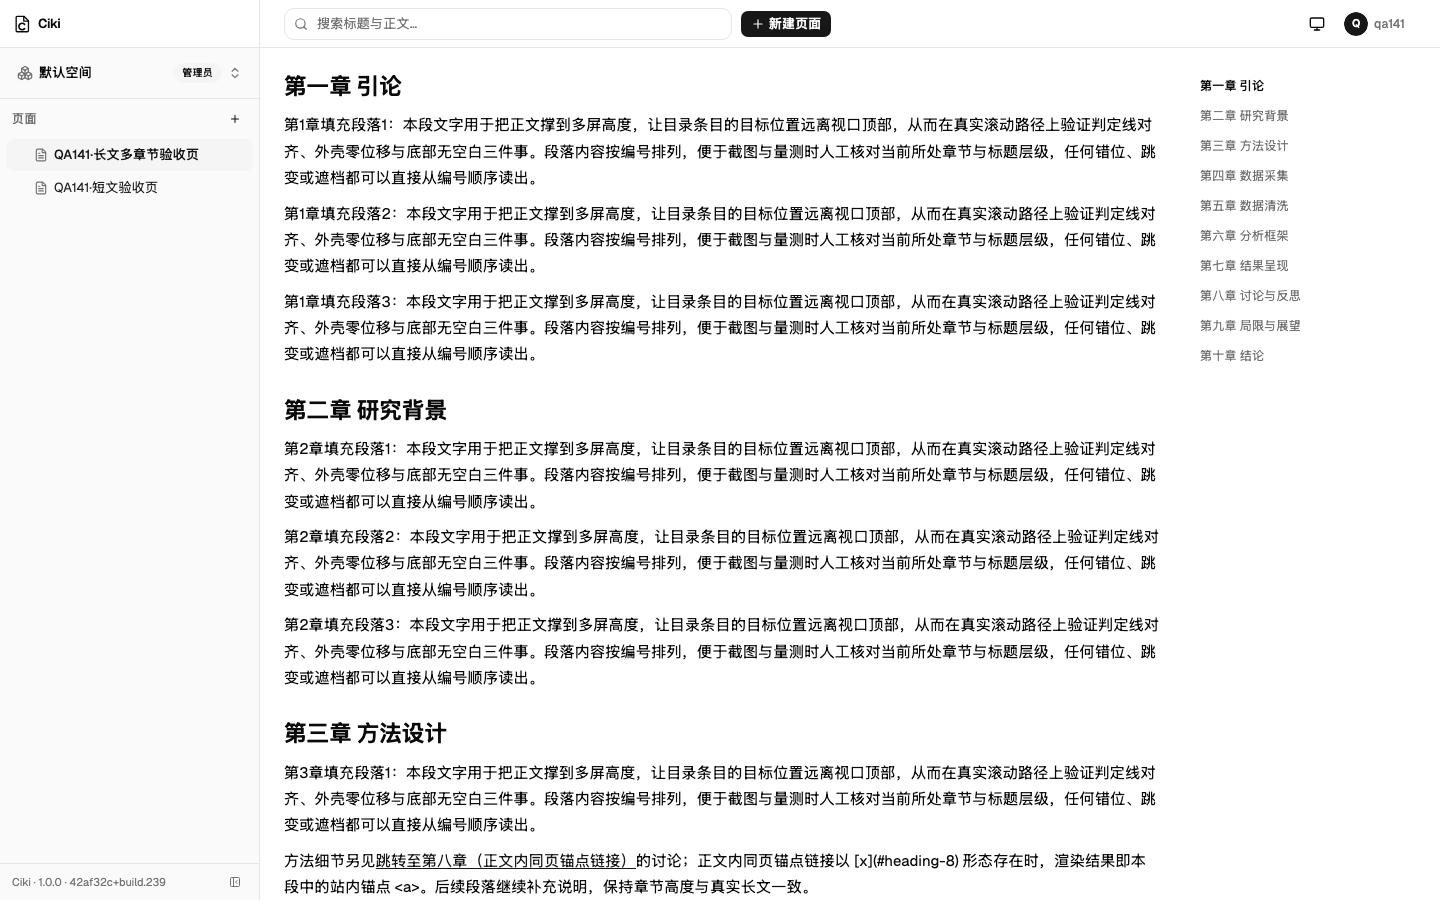 Ciki
搜索标题与正文...
新建页面
Q
qa141
默认空间
管理员
页面
QA141·长文多章节验收页
QA141·短文验收页
第一章 引论
第1章填充段落1：本段文字用于把正文撑到多屏高度，让目录条目的目标位置远离视口顶部，从而在真实滚动路径上验证判定线对
齐、外壳零位移与底部无空白三件事。段落内容按编号排列，便于截图与量测时人工核对当前所处章节与标题层级，任何错位、跳
变或遮档都可以直接从编号顺序读出。
第1章填充段落2：本段文字用于把正文撑到多屏高度，让目录条目的目标位置远离视口顶部，从而在真实滚动路径上验证判定线对
齐、外壳零位移与底部无空白三件事。段落内容按编号排列，便于截图与量测时人工核对当前所处章节与标题层级，任何错位、跳
变或遮档都可以直接从编号顺序读出。
第1章填充段落3：本段文字用于把正文撑到多屏高度，让目录条目的目标位置远离视口顶部，从而在真实滚动路径上验证判定线对
齐、外壳零位移与底部无空白三件事。段落内容按编号排列，便于截图与量测时人工核对当前所处章节与标题层级，任何错位、跳
变或遮档都可以直接从编号顺序读出。
第二章 研究背景
第2章填充段落1：本段文字用于把正文撑到多屏高度，让目录条目的目标位置远离视口顶部，从而在真实滚动路径上验证判定线对
齐、外壳零位移与底部无空白三件事。段落内容按编号排列，便于截图与量测时人工核对当前所处章节与标题层级，任何错位、跳
变或遮档都可以直接从编号顺序读出。
第2章填充段落2：本段文字用于把正文撑到多屏高度，让目录条目的目标位置远离视口顶部，从而在真实滚动路径上验证判定线对
齐、外壳零位移与底部无空白三件事。段落内容按编号排列，便于截图与量测时人工核对当前所处章节与标题层级，任何错位、跳
变或遮档都可以直接从编号顺序读出。
第2章填充段落3：本段文字用于把正文撑到多屏高度，让目录条目的目标位置远离视口顶部，从而在真实滚动路径上验证判定线对
齐、外壳零位移与底部无空白三件事。段落内容按编号排列，便于截图与量测时人工核对当前所处章节与标题层级，任何错位、跳
变或遮档都可以直接从编号顺序读出。
第三章 方法设计
第3章填充段落1：本段文字用于把正文撑到多屏高度，让目录条目的目标位置远离视口顶部，从而在真实滚动路径上验证判定线对
齐、外壳零位移与底部无空白三件事。段落内容按编号排列，便于截图与量测时人工核对当前所处章节与标题层级，任何错位、跳
变或遮档都可以直接从编号顺序读出。
方法细节另见跳转至第八章（正文内同页锚点链接）的讨论；正文内同页锚点链接以 [x](#heading-8) 形态存在时，渲染结果即本
段中的站内锚点 <a>。后续段落继续补充说明，保持章节高度与真实长文一致。
第一章 引论
第二章 研究背景
第三章 方法设计
第四章 数据采集
第五章 数据清洗
第六章 分析框架
第七章 结果呈现
第八章 讨论与反思
第九章 局限与展望
第十章 结论
Ciki · 1.0.0 · 42af32c+build.239